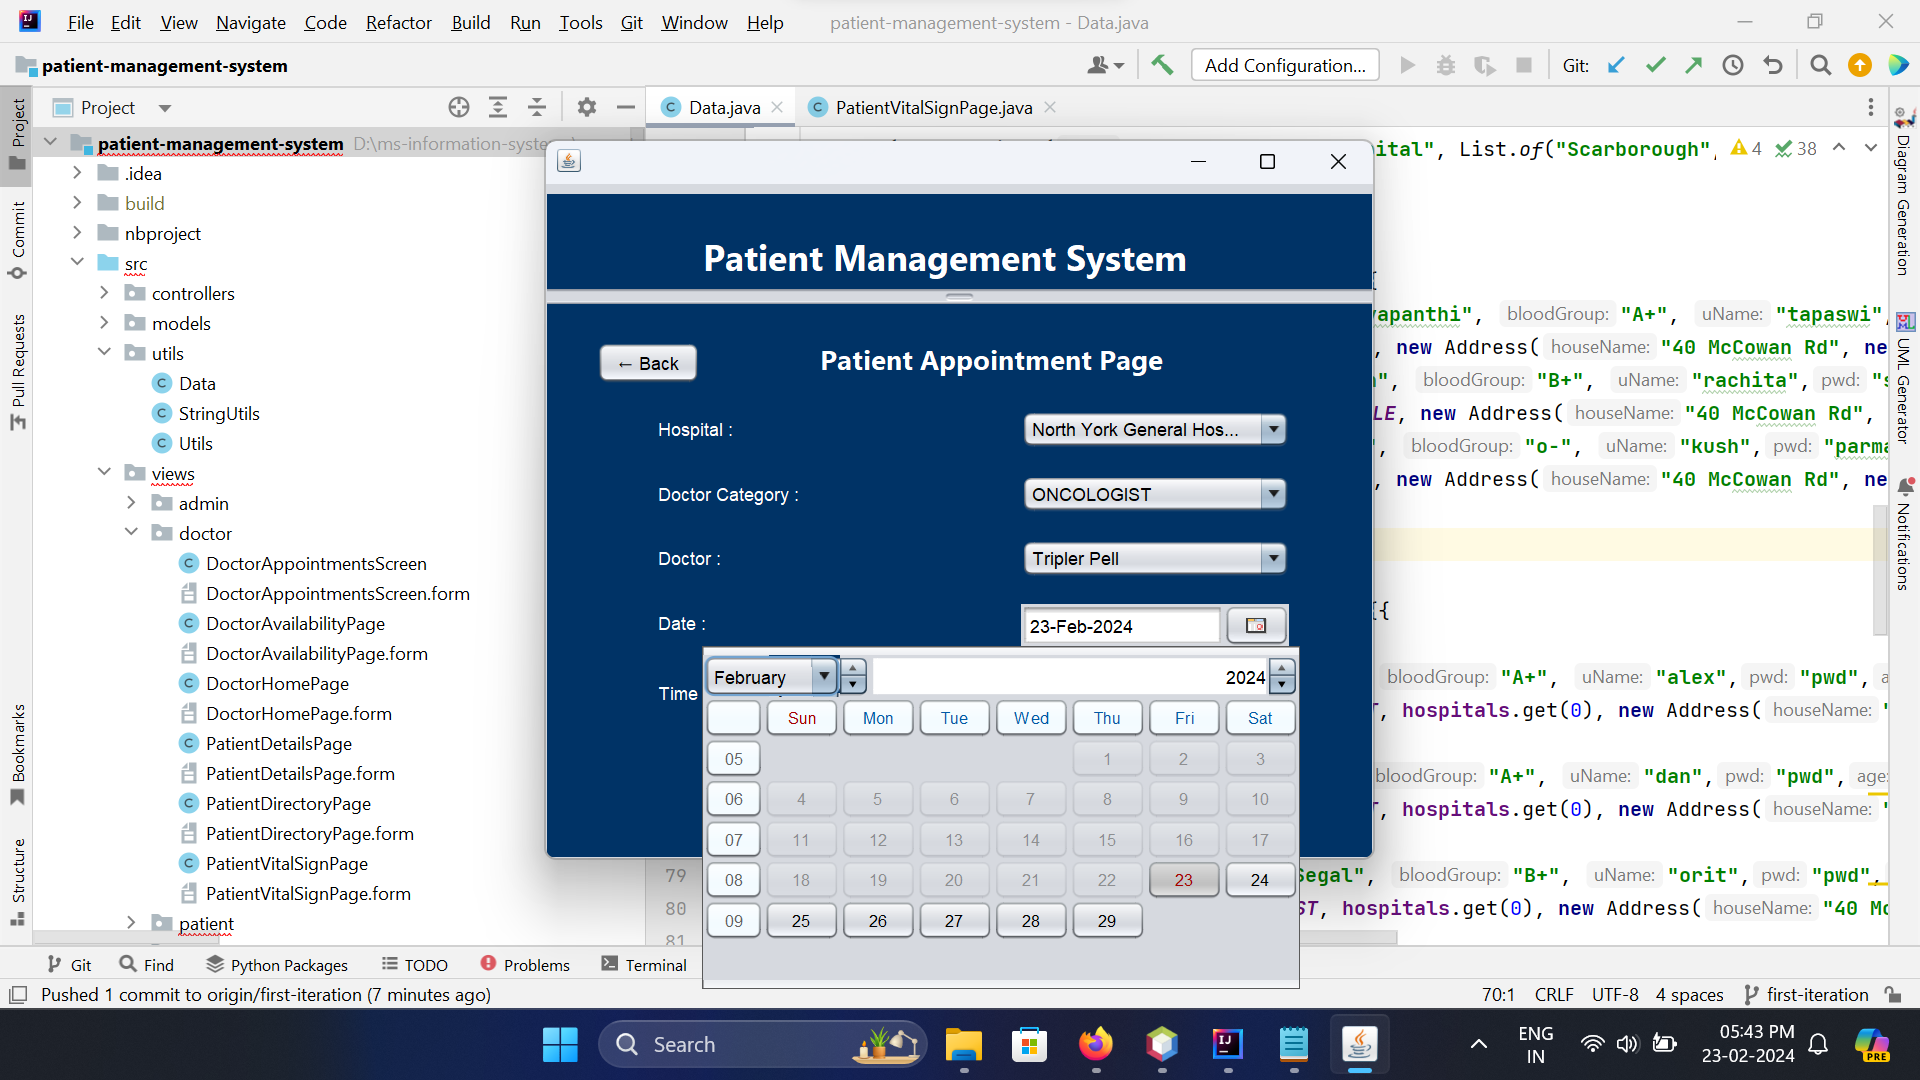 File Edit View Navigate Code Refactor Build Run Tools Git Window Help patient-management-system - Data.java
patient-management-system Add Configuration... Git:
Project Data.java PatientVitalSignPage.java
patient-management-system D:\ms-information-syste
.idea
build
nbproject
src
controllers
models
utils
Data
StringUtils
Utils
views
admin
doctor
DoctorAppointmentsScreen
DoctorAppointmentsScreen.form
DoctorAvailabilityPage
DoctorAvailabilityPage.form
DoctorHomePage
DoctorHomePage.form
PatientDetailsPage
PatientDetailsPage.form
PatientDirectoryPage
PatientDirectoryPage.form
PatientVitalSignPage
PatientVitalSignPage.form
patient
Project
Commit
Pull Requests
Bookmarks
Structure
Patient Management System
← Back Patient Appointment Page
Hospital : North York General Hos...
Doctor Category : ONCOLOGIST
Doctor : Tripler Pell
Date : 23-Feb-2024
Time
February 2024
Sun Mon Tue Wed Thu Fri Sat
05 1 2 3
06 4 5 6 7 8 9 10
07 11 12 13 14 15 16 17
08 18 19 20 21 22 23 24
09 25 26 27 28 29
ital", List.of("Scarborough", 4 38
{
yapanthi", bloodGroup: "A+", uName: "tapaswi",
, new Address( houseName: "40 McCowan Rd", ne
", bloodGroup: "B+", uName: "rachita", pwd: "s
LE, new Address( houseName: "40 McCowan Rd",
", bloodGroup: "o-", uName: "kush", pwd: "parma
, new Address( houseName: "40 McCowan Rd", ne
{{
bloodGroup: "A+", uName: "alex", pwd: "pwd", a
T, hospitals.get(0), new Address( houseName: "
bloodGroup: "A+", uName: "dan", pwd: "pwd", age:
T, hospitals.get(0), new Address( houseName: "
79 Segal", bloodGroup: "B+", uName: "orit", pwd: "pwd",
80 ST, hospitals.get(0), new Address( houseName: "40 Mc
81
Diagram Generation
UML Generator
Notifications
Git Find Python Packages TODO Problems Terminal
Pushed 1 commit to origin/first-iteration (7 minutes ago) 70:1 CRLF UTF-8 4 spaces first-iteration
Search ENG IN 05:43 PM
23-02-2024
PRE